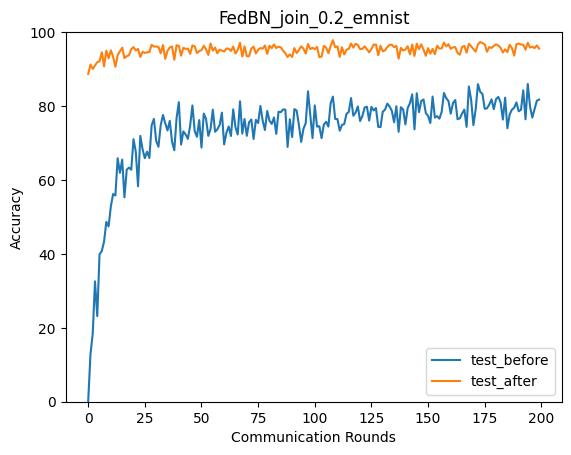 FedBN_join_0.2_emnist
100
80
60
40
20
0
Accuracy
0 25 50 75 100 125 150 175 200
Communication Rounds
test_before
test_after